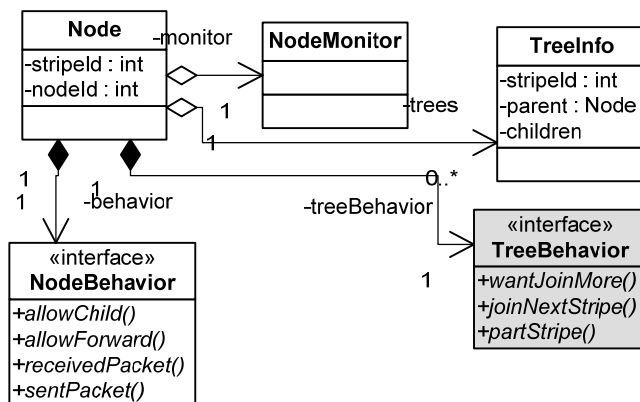 Node
-stripeId : int
-nodeId : int
-monitor
NodeMonitor
TreeInfo
-stripeId : int
-parent : Node
-children
1
-trees
1
1
1
1
-behavior
0..*
-treeBehavior
1
«interface»
NodeBehavior
+allowChild()
+allowForward()
+receivedPacket()
+sentPacket()
«interface»
TreeBehavior
+wantJoinMore()
+joinNextStripe()
+partStripe()